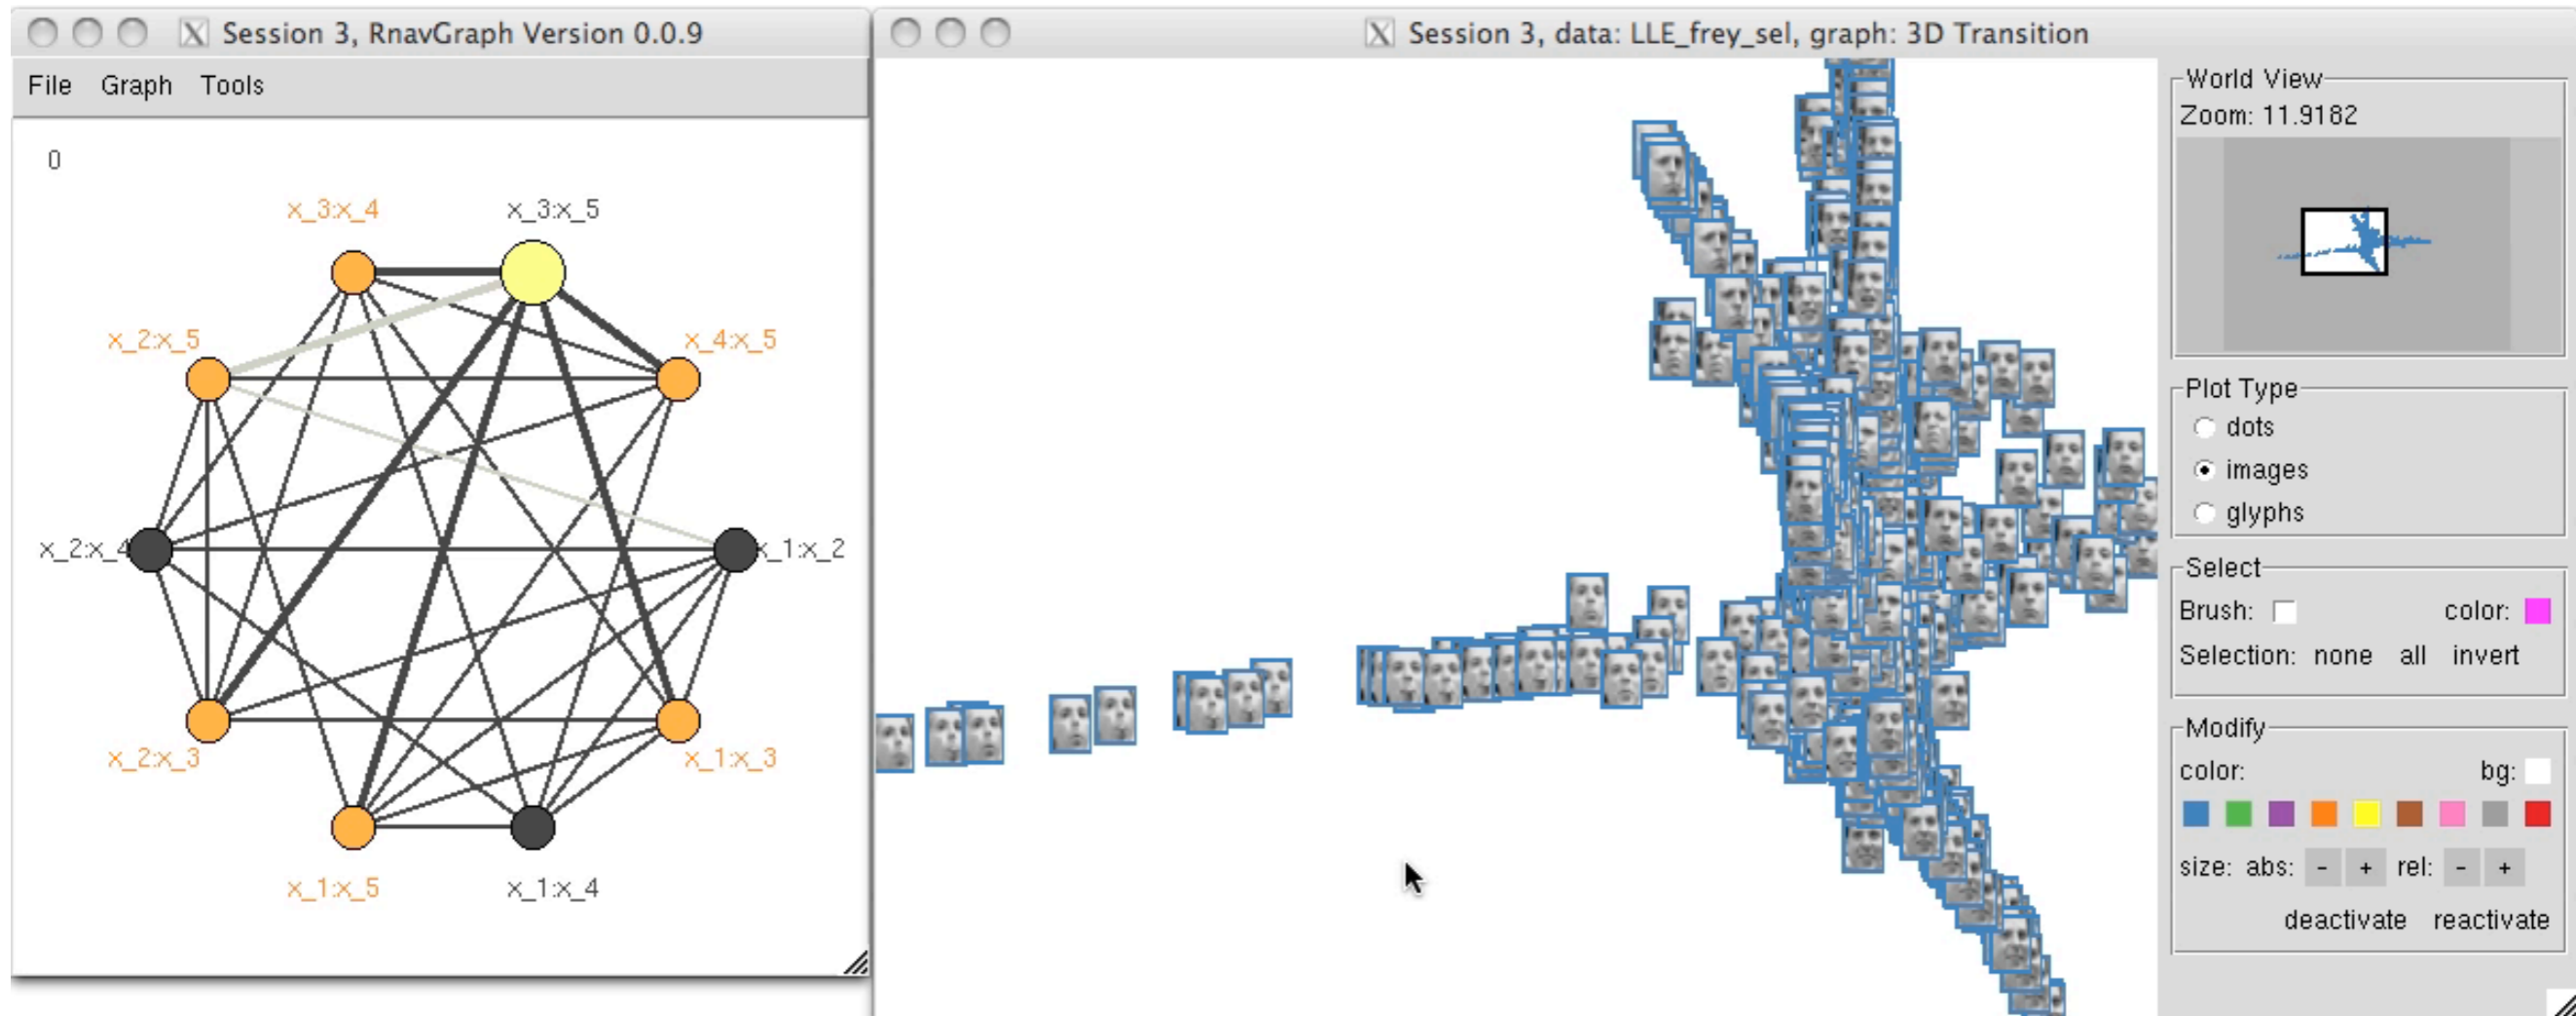 Session 3, RnavGraph Version 0.0.9
File Graph Tools
0
x_3:x_4 x_3:x_5
x_2:x_5 x_4:x_5
x_2:x_4 x_1:x_2
x_2:x_3 x_1:x_3
x_1:x_5 x_1:x_4
Session 3, data: LLE_frey_sel, graph: 3D Transition
World View
Zoom: 11.9182
Plot Type
dots
images
glyphs
Select
Brush: color:
Selection: none all invert
Modify
color: bg:
size: abs: - + rel: - +
deactivate reactivate